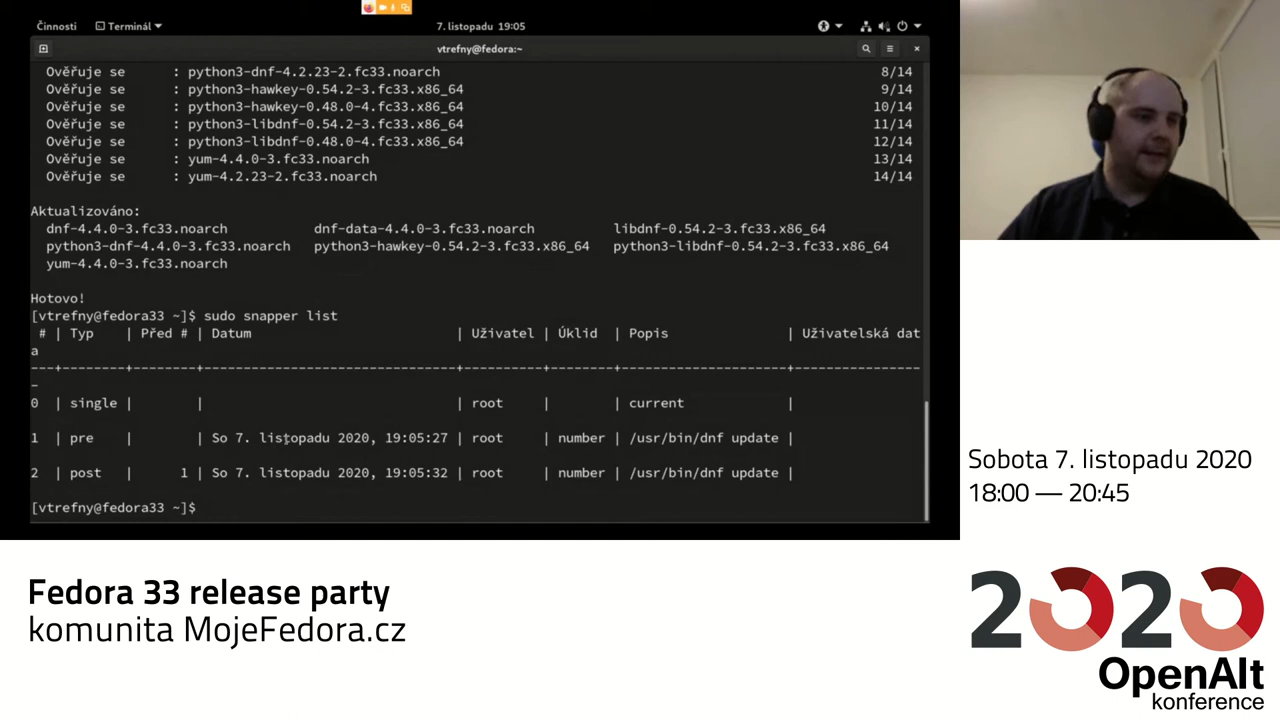 Činnosti Terminál 7. listopadu 19:05
vtrefny@fedora:~
Ověřuje se : python3-dnf-4.2.23-2.fc33.noarch 8/14
Ověřuje se : python3-hawkey-0.54.2-3.fc33.x86_64 9/14
Ověřuje se : python3-hawkey-0.48.0-4.fc33.x86_64 10/14
Ověřuje se : python3-libdnf-0.54.2-3.fc33.x86_64 11/14
Ověřuje se : python3-libdnf-0.48.0-4.fc33.x86_64 12/14
Ověřuje se : yum-4.4.0-3.fc33.noarch 13/14
Ověřuje se : yum-4.2.23-2.fc33.noarch 14/14
Aktualizováno:
dnf-4.4.0-3.fc33.noarch dnf-data-4.4.0-3.fc33.noarch libdnf-0.54.2-3.fc33.x86_64
python3-dnf-4.4.0-3.fc33.noarch python3-hawkey-0.54.2-3.fc33.x86_64 python3-libdnf-0.54.2-3.fc33.x86_64
yum-4.4.0-3.fc33.noarch
Hotovo!
[vtrefny@fedora33 ~]$ sudo snapper list
# | Typ | Před # | Datum | Uživatel | Úklid | Popis | Uživatelská dat
a
---+--------+--------+---------------------------------+----------+---------+----------------------+----------------
-
0 | single | | | root | | current |
1 | pre | | So 7. listopadu 2020, 19:05:27 | root | number | /usr/bin/dnf update |
2 | post | 1 | So 7. listopadu 2020, 19:05:32 | root | number | /usr/bin/dnf update |
[vtrefny@fedora33 ~]$
Sobota 7. listopadu 2020
18:00 — 20:45
Fedora 33 release party
komunita MojeFedora.cz
2020
OpenAlt
konference